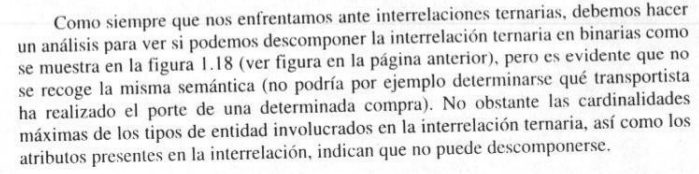 Como siempre que nos enfrentamos ante interrelaciones ternarias, debemos hacer
un análisis para ver si podemos descomponer la interrelación ternaria en binarias como
se muestra en la figura 1.18 (ver figura en la página anterior), pero es evidente que no
se recoge la misma semántica (no podría por ejemplo determinarse qué transportista
ha realizado el porte de una determinada compra). No obstante las cardinalidades
máximas de los tipos de entidad involucrados en la interrelación ternaria, así como los
atributos presentes en la interrelación, indican que no puede descomponerse.